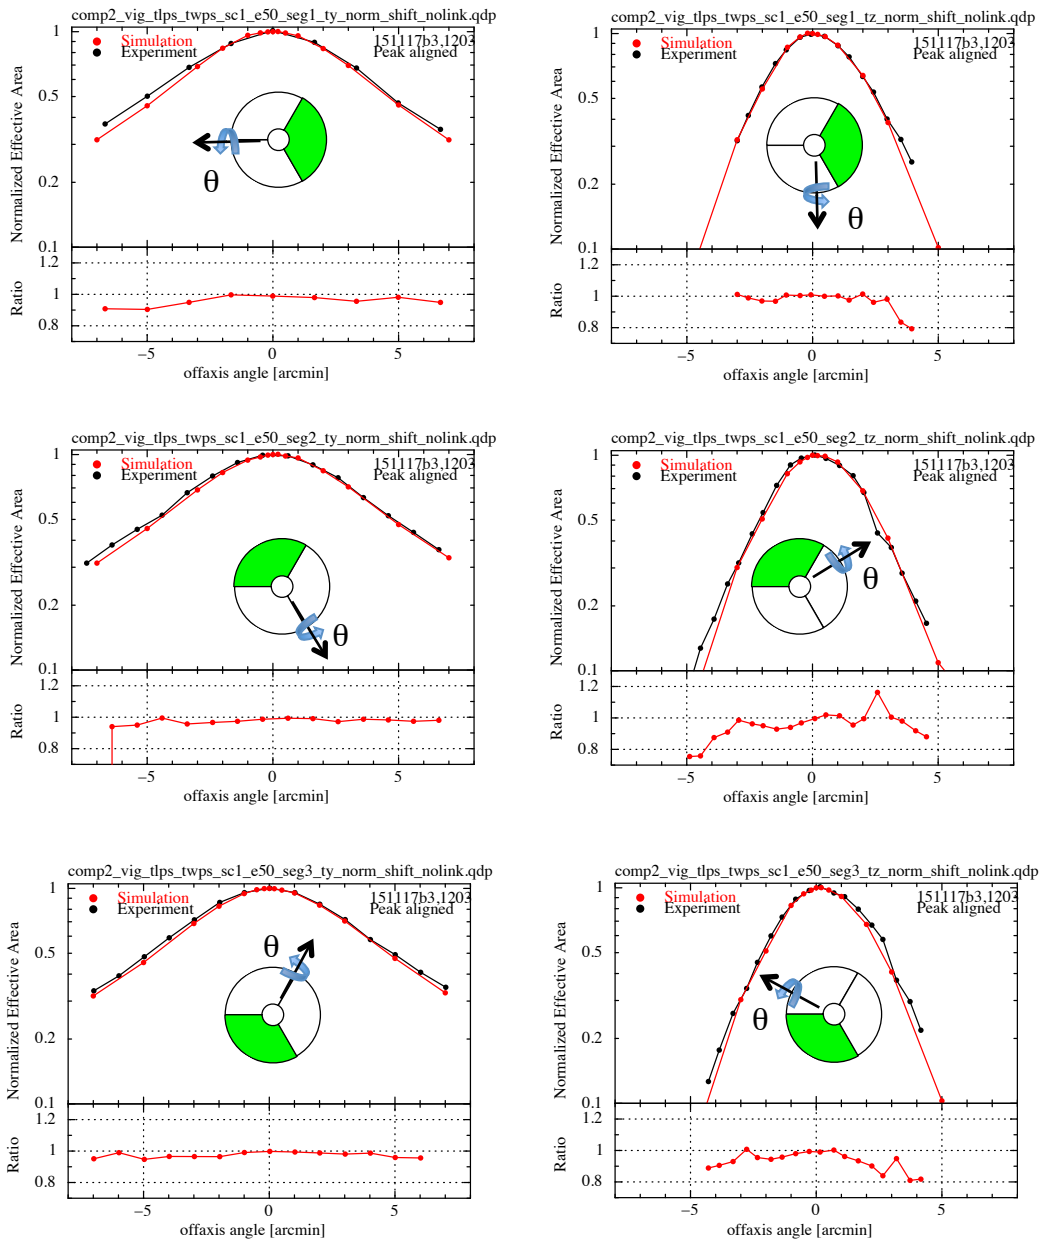 comp2_vig_tlps_twps_sc1_e50_seg1_ty_norm_shift_nolink.qdp
Simulation
Experiment
151117b3,1203
Peak aligned
Normalized Effective Area
1
0.5
0.2
0.1
θ
Ratio
1.2
1
0.8
−5
0
5
offaxis angle [arcmin]
comp2_vig_tlps_twps_sc1_e50_seg1_tz_norm_shift_nolink.qdp
Simulation
Experiment
151117b3,1203
Peak aligned
Normalized Effective Area
1
0.5
0.2
0.1
θ
Ratio
1.2
1
0.8
−5
0
5
offaxis angle [arcmin]
comp2_vig_tlps_twps_sc1_e50_seg2_ty_norm_shift_nolink.qdp
Simulation
Experiment
151117b3,1203
Peak aligned
Normalized Effective Area
1
0.5
0.2
0.1
θ
Ratio
1.2
1
0.8
−5
0
5
offaxis angle [arcmin]
comp2_vig_tlps_twps_sc1_e50_seg2_tz_norm_shift_nolink.qdp
Simulation
Experiment
151117b3,1203
Peak aligned
Normalized Effective Area
1
0.5
0.2
0.1
θ
Ratio
1.2
1
0.8
−5
0
5
offaxis angle [arcmin]
comp2_vig_tlps_twps_sc1_e50_seg3_ty_norm_shift_nolink.qdp
Simulation
Experiment
151117b3,1203
Peak aligned
Normalized Effective Area
1
0.5
0.2
0.1
θ
Ratio
1.2
1
0.8
−5
0
5
offaxis angle [arcmin]
comp2_vig_tlps_twps_sc1_e50_seg3_tz_norm_shift_nolink.qdp
Simulation
Experiment
151117b3,1203
Peak aligned
Normalized Effective Area
1
0.5
0.2
0.1
θ
Ratio
1.2
1
0.8
−5
0
5
offaxis angle [arcmin]